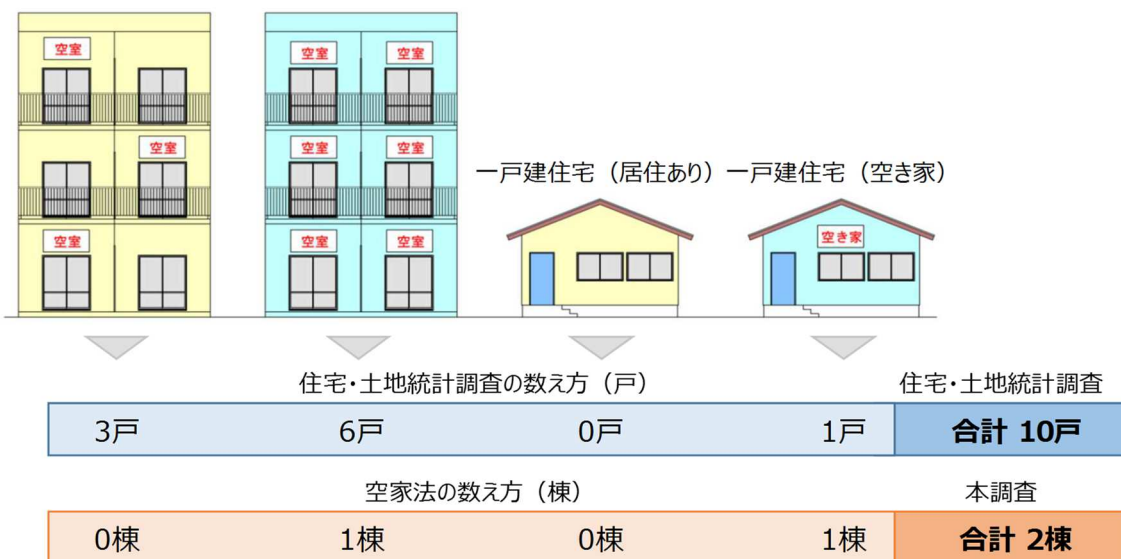 空室
空室 空室
空室
空室 空室
空室 空室
空室 空室
一戸建住宅（居住あり） 一戸建住宅（空き家）
空き家
住宅・土地統計調査の数え方（戸） 住宅・土地統計調査
3戸 6戸 0戸 1戸 合計 10戸
空家法の数え方（棟） 本調査
0棟 1棟 0棟 1棟 合計 2棟